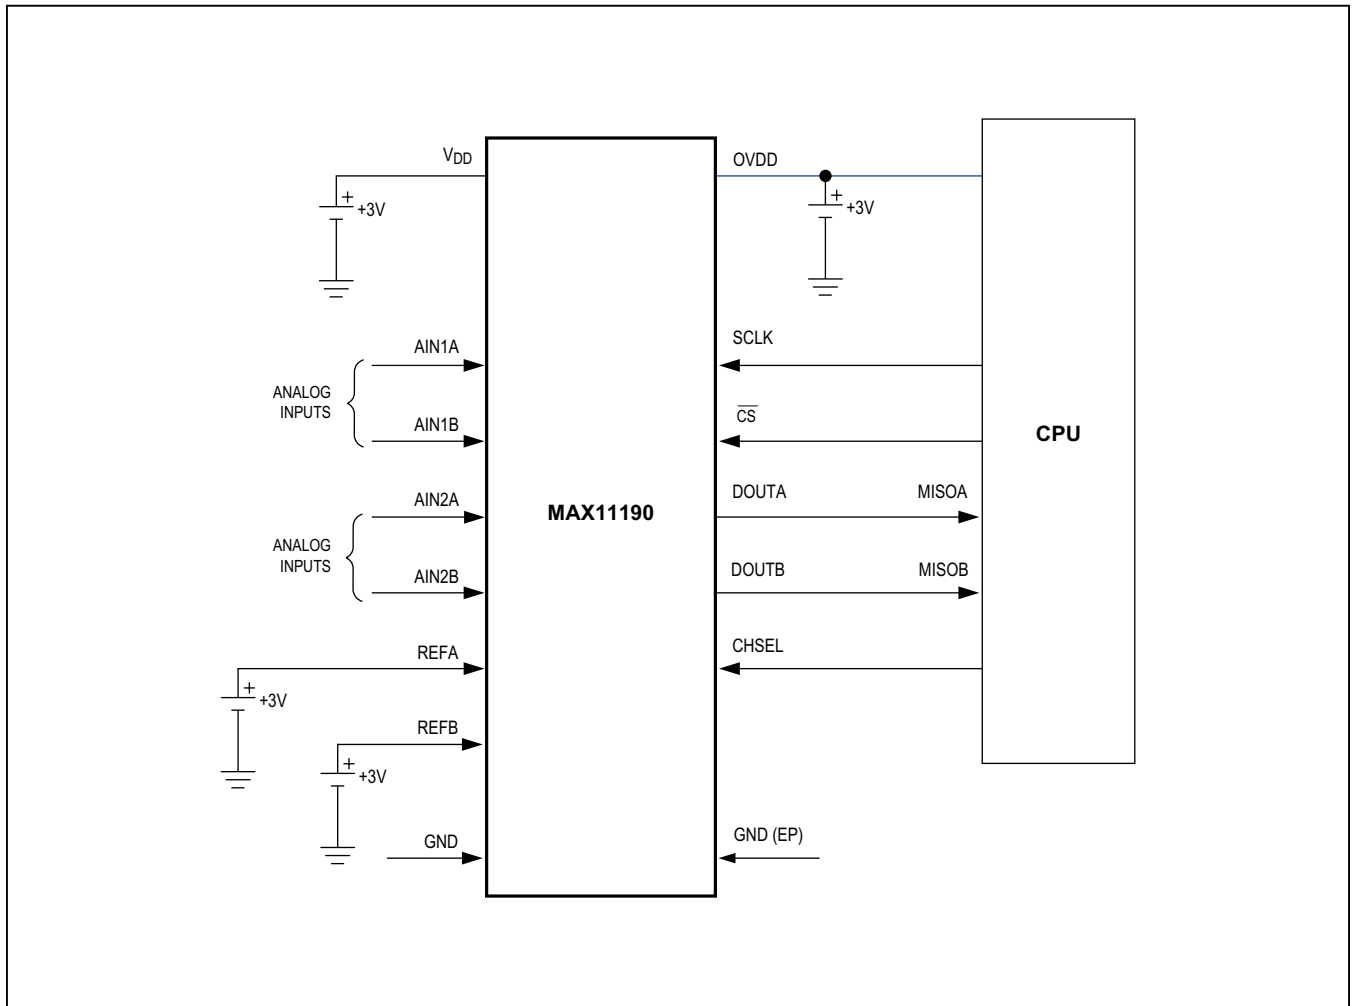 VDD
+
+3V
OVDD
+
+3V
AIN1A
ANALOG
INPUTS
AIN1B
AIN2A
ANALOG
INPUTS
AIN2B
REFA
+
+3V
REFB
+
+3V
GND
MAX11190
SCLK
CS
DOUTA
MISOA
DOUTB
MISOB
CHSEL
GND (EP)
CPU